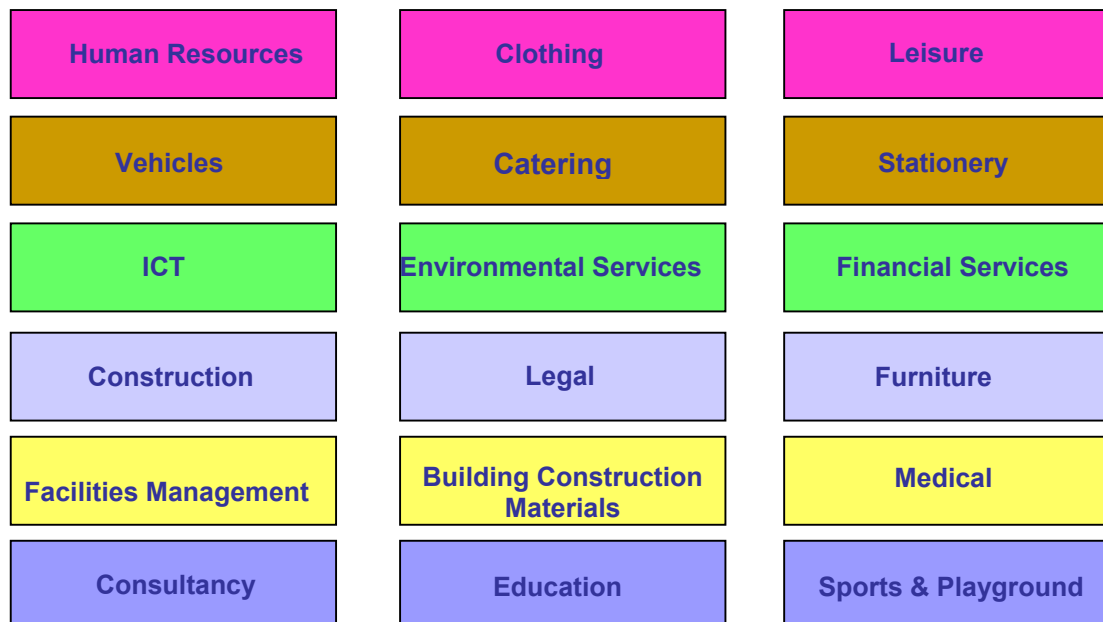 Human Resources
Clothing
Leisure
Vehicles
Catering
Stationery
ICT
Environmental Services
Financial Services
Construction
Legal
Furniture
Facilities Management
Building Construction
Materials
Medical
Consultancy
Education
Sports & Playground